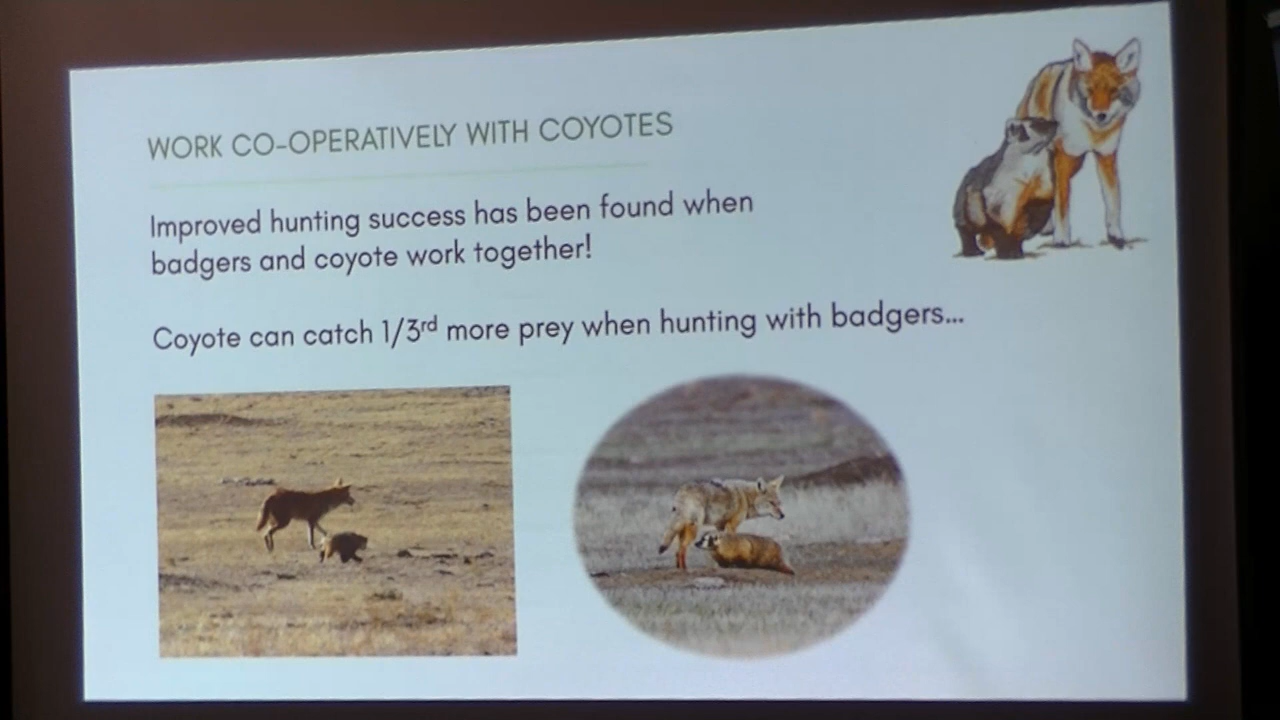 WORK CO-OPERATIVELY WITH COYOTES
Improved hunting success has been found when
badgers and coyote work together!
Coyote can catch 1/3rd more prey when hunting with badgers...